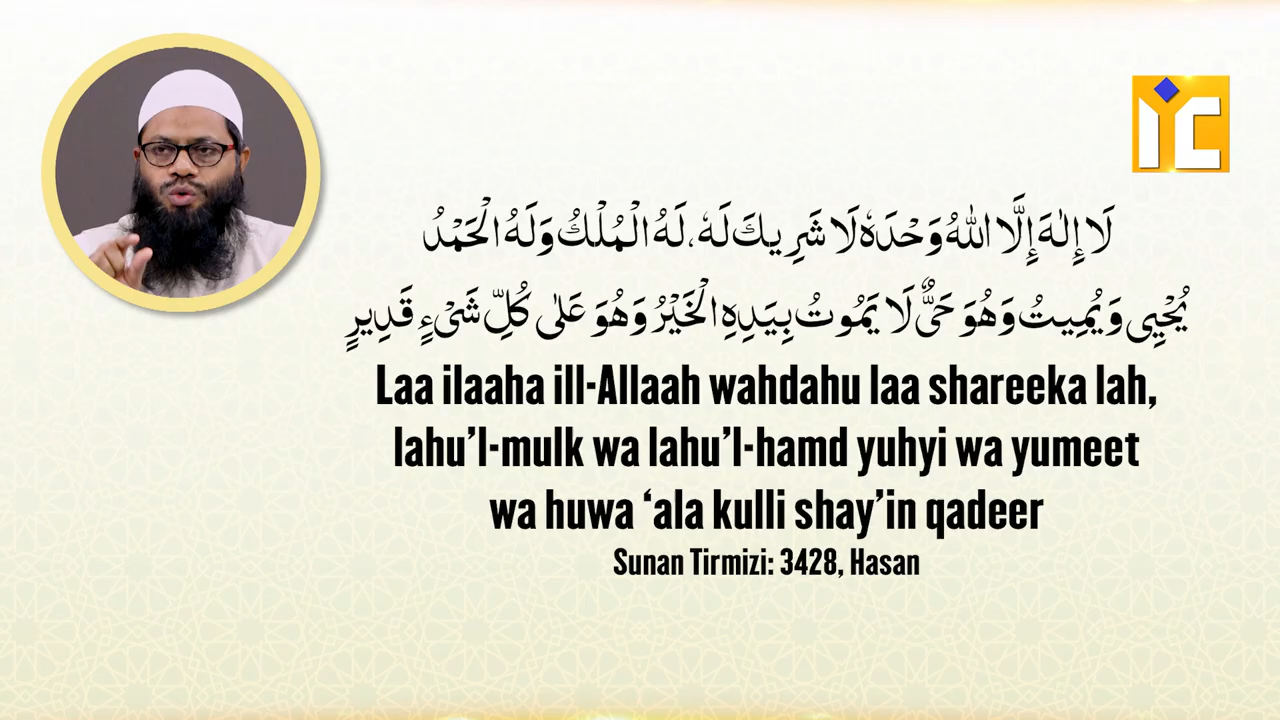 iC
لَا إِلٰهَ إِلَّا اللهُ وَحْدَهٗ لَا شَرِيكَ لَهٗ، لَهُ الْمُلْكُ وَلَهُ الْحَمْدُ
يُحْيِي وَيُمِيتُ وَهُوَ حَىٌّ لَا يَمُوتُ بِيَدِهِ الْخَيْرُ وَهُوَ عَلٰى كُلِّ شَىْءٍ قَدِيرٍ
Laa ilaaha ill-Allaah wahdahu laa shareeka lah,
lahu’l-mulk wa lahu’l-hamd yuhyi wa yumeet
wa huwa ‘ala kulli shay’in qadeer
Sunan Tirmizi: 3428, Hasan